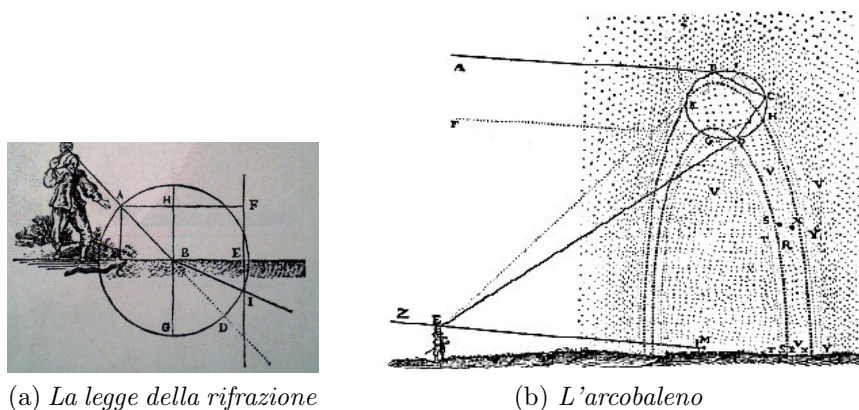 A
H
F
B
E
I
G
D
A
B
C
F
K
H
G
D
V
V
V
S
X
T
R
Y
Z
E
M
T
S
V
Y
(a) La legge della rifrazione
(b) L'arcobaleno